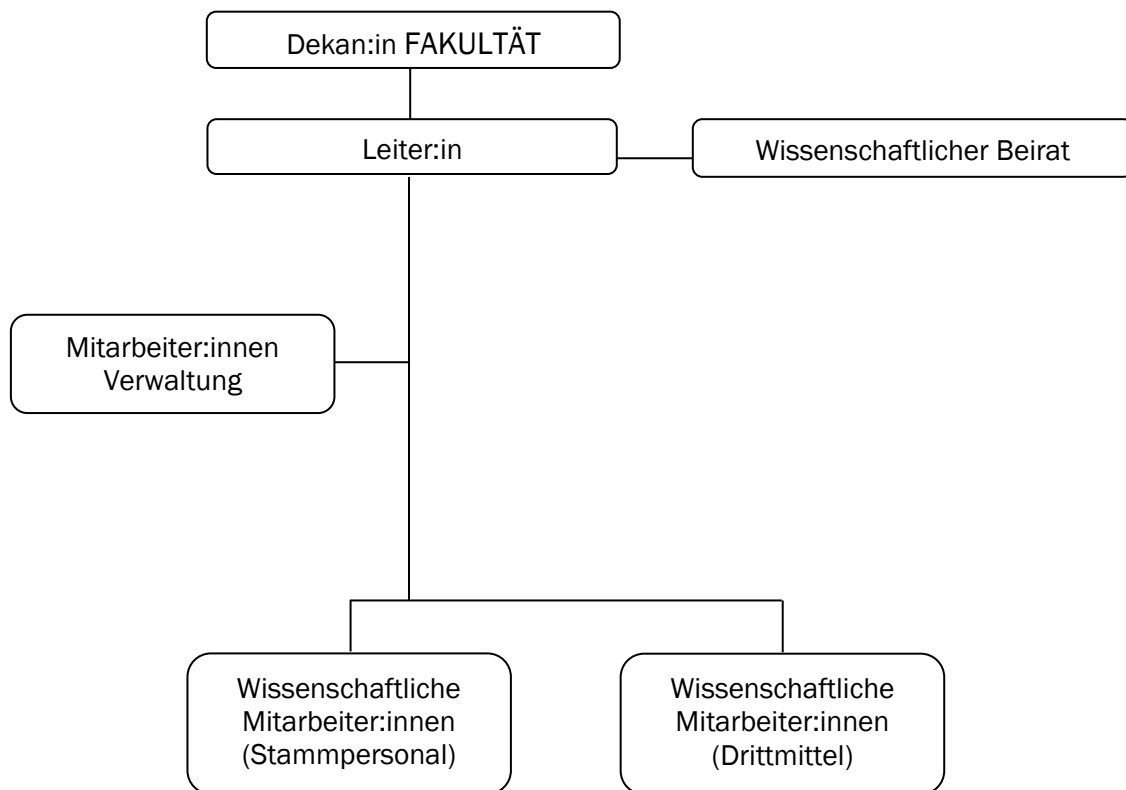 Dekan:in FAKULTÄT
Leiter:in
Wissenschaftlicher Beirat
Mitarbeiter:innen
Verwaltung
Wissenschaftliche
Mitarbeiter:innen
(Stammpersonal)
Wissenschaftliche
Mitarbeiter:innen
(Drittmittel)